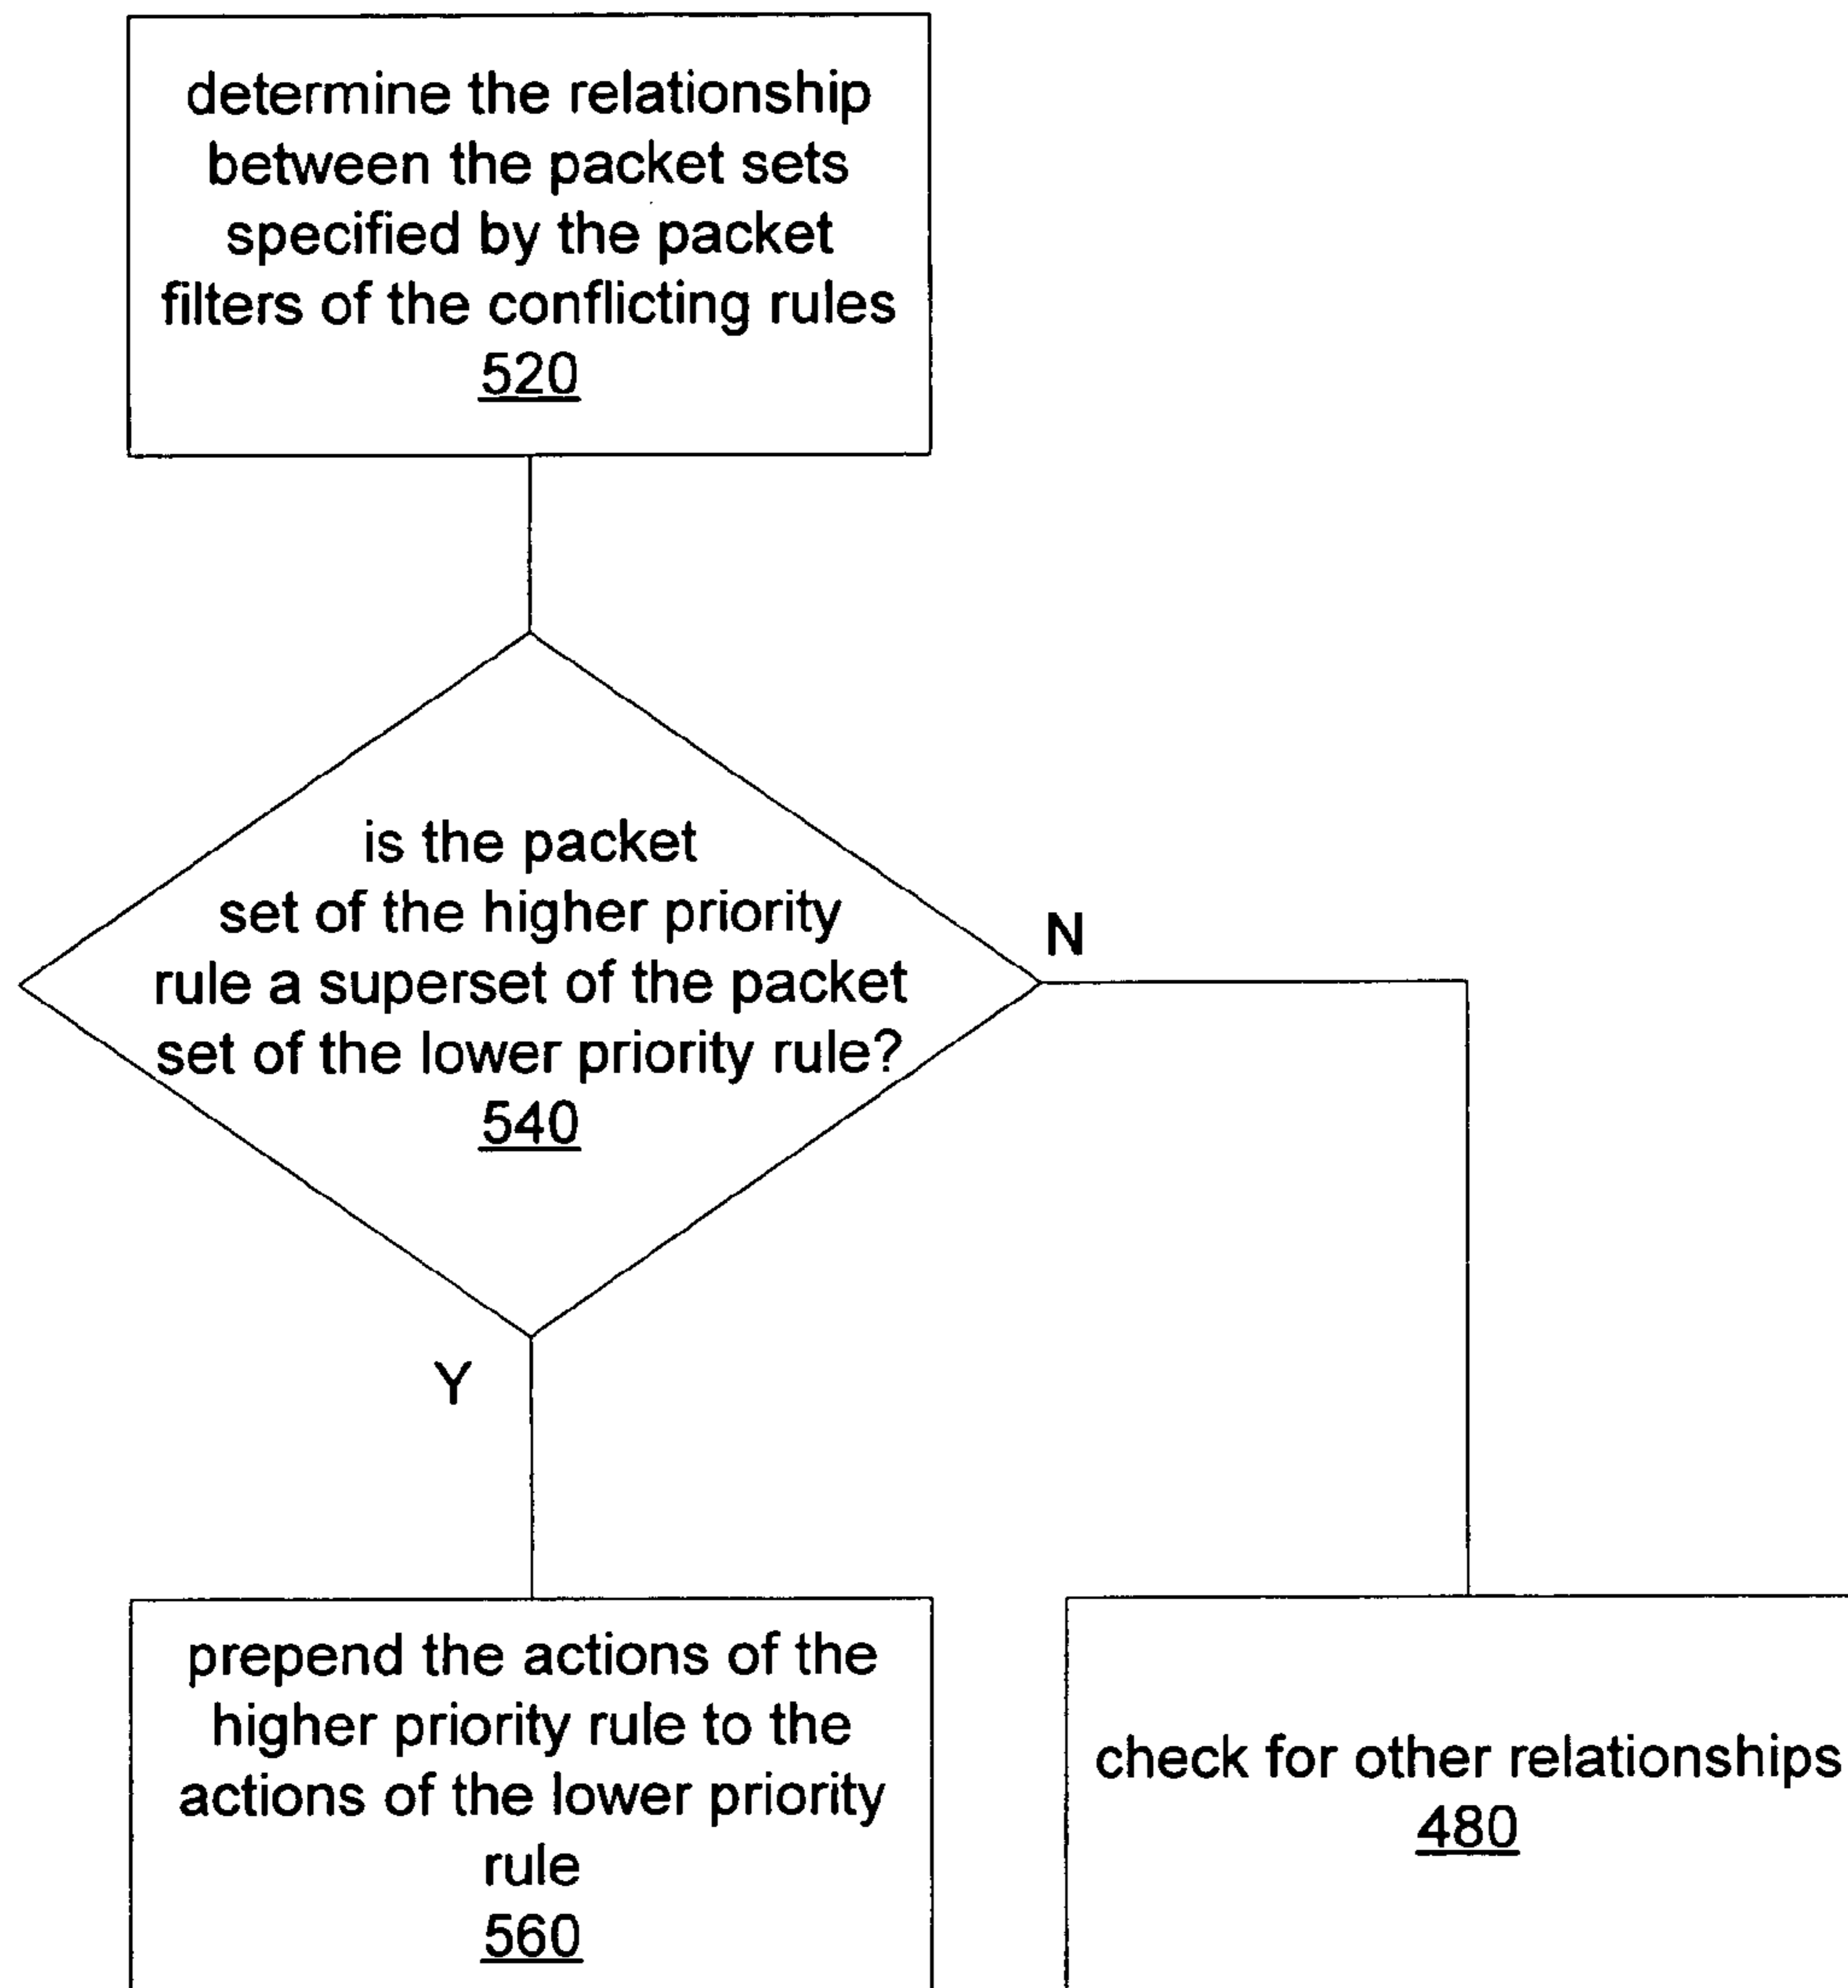 determine the relationship
between the packet sets
specified by the packet
filters of the conflicting rules
520
is the packet
set of the higher priority
rule a superset of the packet
set of the lower priority rule?
540
N
Y
prepend the actions of the
higher priority rule to the
actions of the lower priority
rule
560
check for other relationships
480